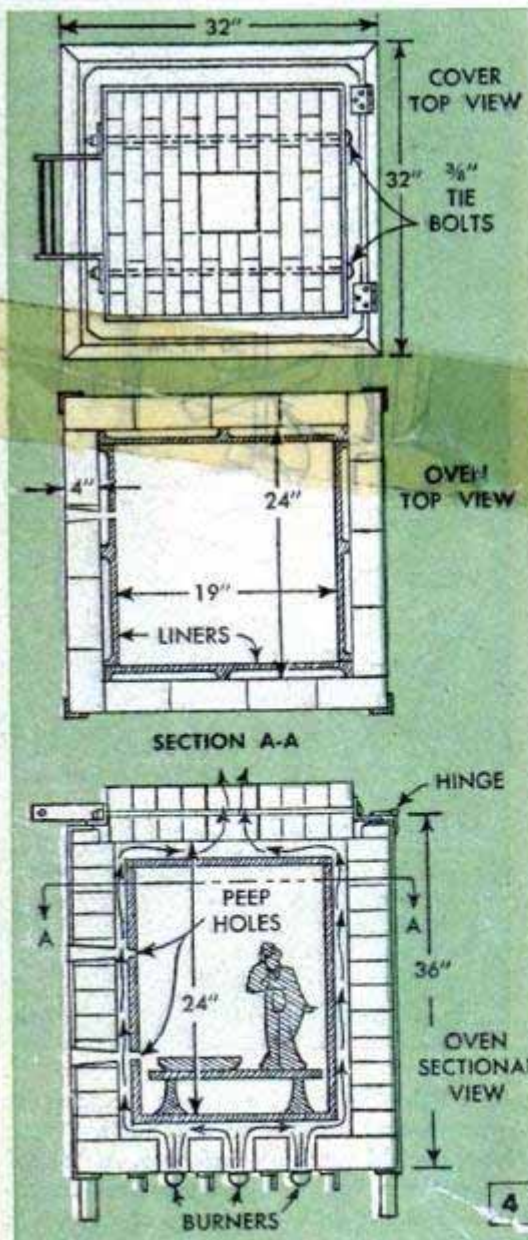 32"
COVER
TOP VIEW
32"
3/8"
TIE
BOLTS
4"
24"
OVEN
TOP VIEW
19"
LINERS
SECTION A-A
HINGE
A
A
PEEP
HOLES
24"
36"
OVEN
SECTIONAL
VIEW
BURNERS
4